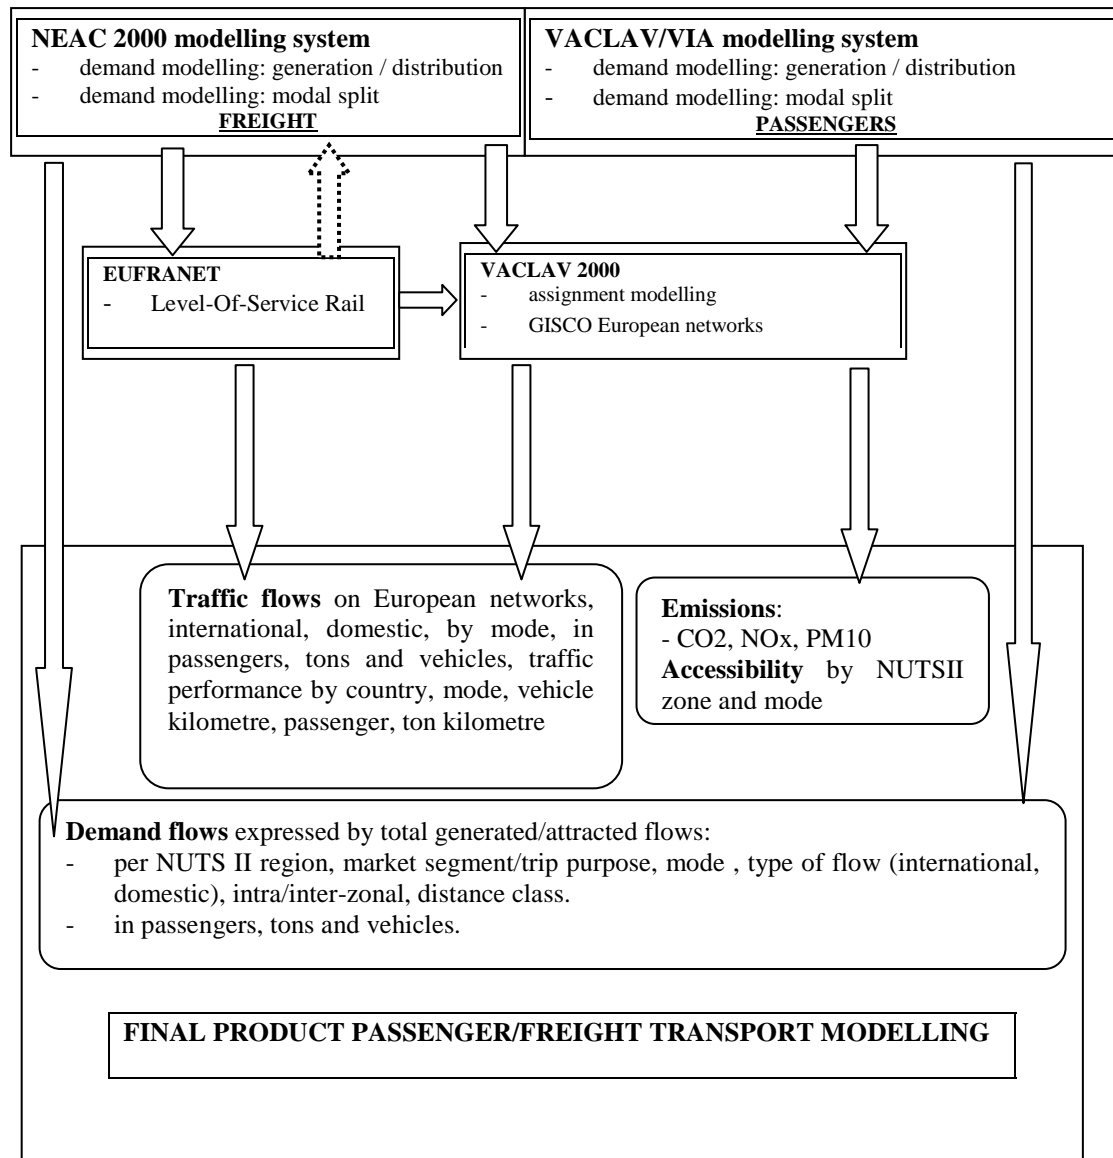 NEAC 2000 modelling system
- demand modelling: generation / distribution
- demand modelling: modal split
FREIGHT
VACLAV/VIA modelling system
- demand modelling: generation / distribution
- demand modelling: modal split
PASSENGERS
EUFRANET
- Level-Of-Service Rail
VACLAV 2000
- assignment modelling
- GISCO European networks
Traffic flows on European networks,
international, domestic, by mode, in
passengers, tons and vehicles, traffic
performance by country, mode, vehicle
kilometre, passenger, ton kilometre
Emissions:
- CO2, NOx, PM10
Accessibility by NUTSII
zone and mode
Demand flows expressed by total generated/attracted flows:
- per NUTS II region, market segment/trip purpose, mode , type of flow (international,
domestic), intra/inter-zonal, distance class.
- in passengers, tons and vehicles.
FINAL PRODUCT PASSENGER/FREIGHT TRANSPORT MODELLING